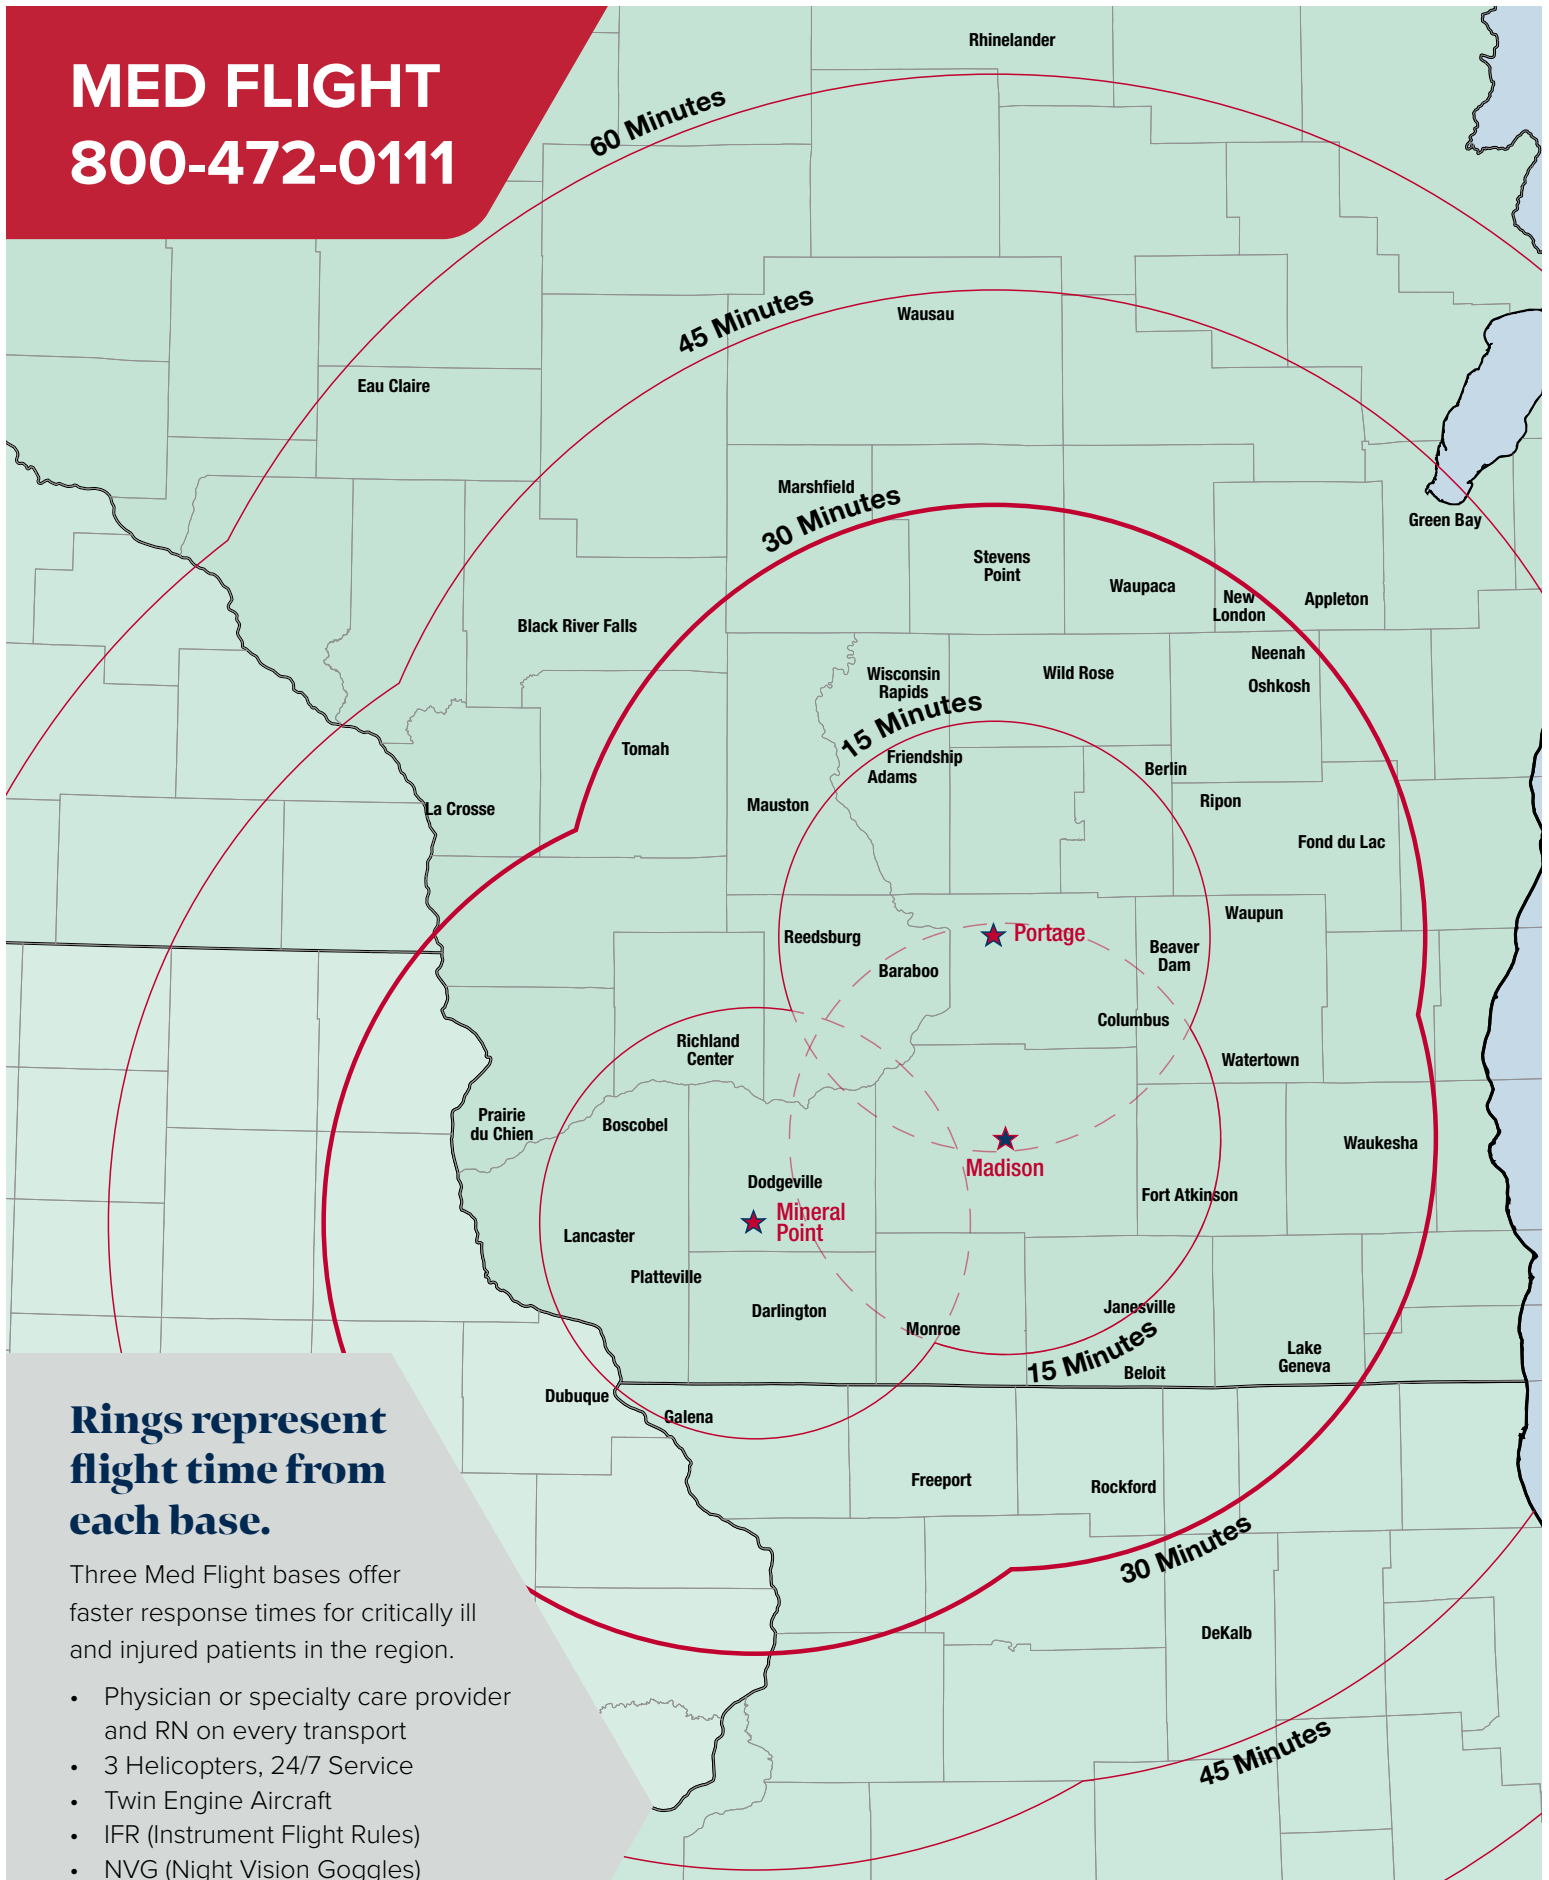 MED FLIGHT
800-472-0111
Rhinelander
60 Minutes
45 Minutes
Wausau
Eau Claire
Marshfield
30 Minutes
Green Bay
Stevens
Point
Waupaca
New
London
Appleton
Black River Falls
Neenah
Wisconsin
Rapids
Wild Rose
Oshkosh
15 Minutes
Tomah
Friendship
Adams
Berlin
Mauston
Ripon
La Crosse
Fond du Lac
Waupun
Reedsburg
Portage
Beaver
Dam
Baraboo
Columbus
Richland
Center
Watertown
Prairie
du Chien
Boscobel
Waukesha
Madison
Dodgeville
Fort Atkinson
Mineral
Point
Lancaster
Platteville
Darlington
Janesville
Monroe
15 Minutes
Lake
Geneva
Beloit
Dubuque
Galena
Freeport
Rockford
30 Minutes
DeKalb
45 Minutes
Rings represent
flight time from
each base.
Three Med Flight bases offer
faster response times for critically ill
and injured patients in the region.
• Physician or specialty care provider
and RN on every transport
• 3 Helicopters, 24/7 Service
• Twin Engine Aircraft
• IFR (Instrument Flight Rules)
• NVG (Night Vision Goggles)